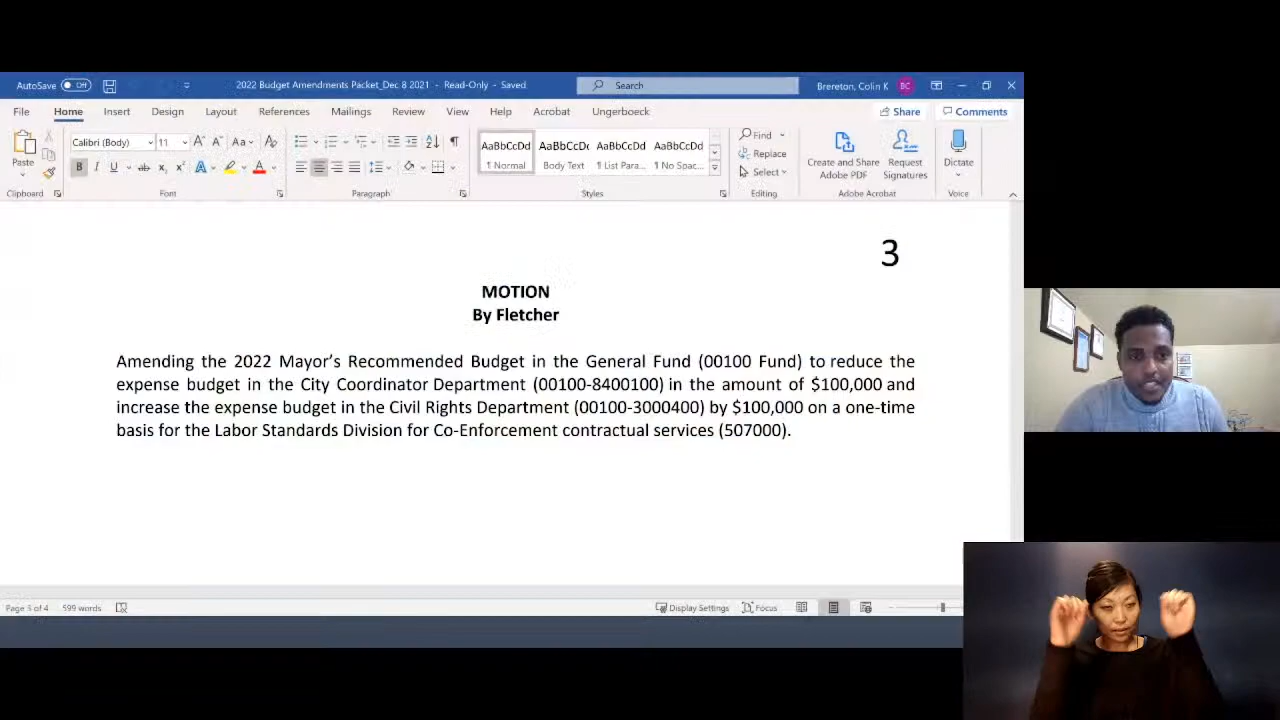 AutoSave Off 2022 Budget Amendments Packet_Dec 8 2021 - Read-Only - Saved Search Brereton, Colin K BC
File Home Insert Design Layout References Mailings Review View Help Acrobat Ungerboeck Share Comments
Calibri (Body) 11 A A Aa A
Paste
B I U ab x₂ x² A A
AaBbCcDd AaBbCcDc AaBbCcDd AaBbCcDd
¶ Normal Body Text ¶ List Para... ¶ No Spac...
Find
Replace
Select
Create and Share
Adobe PDF
Request
Signatures
Dictate
Clipboard Font Paragraph Styles Editing Adobe Acrobat Voice
3
MOTION
By Fletcher
Amending the 2022 Mayor’s Recommended Budget in the General Fund (00100 Fund) to reduce the
expense budget in the City Coordinator Department (00100-8400100) in the amount of $100,000 and
increase the expense budget in the Civil Rights Department (00100-3000400) by $100,000 on a one-time
basis for the Labor Standards Division for Co-Enforcement contractual services (507000).
Page 3 of 4 599 words Display Settings Focus